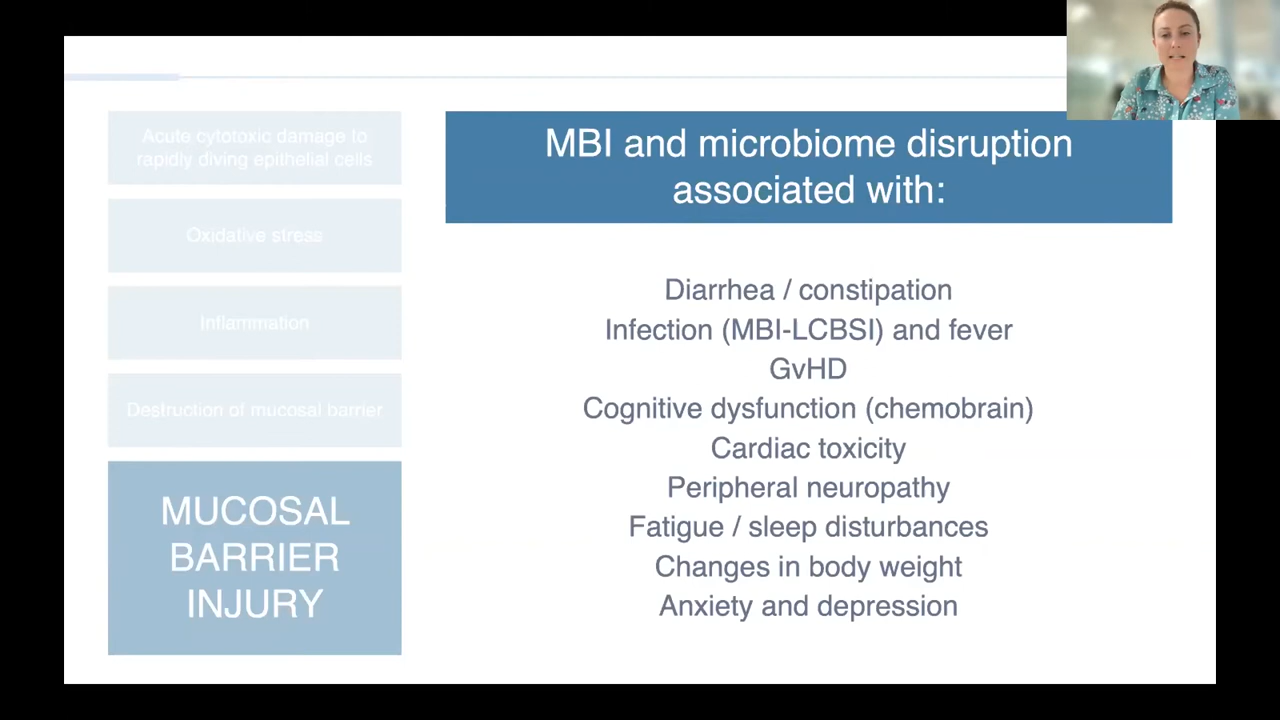 Acute cytotoxic damage to
rapidly diving epithelial cells
Oxidative stress
Inflammation
Destruction of mucosal barrier
MUCOSAL
BARRIER
INJURY
MBI and microbiome disruption
associated with:
Diarrhea / constipation
Infection (MBI-LCBSI) and fever
GvHD
Cognitive dysfunction (chemobrain)
Cardiac toxicity
Peripheral neuropathy
Fatigue / sleep disturbances
Changes in body weight
Anxiety and depression